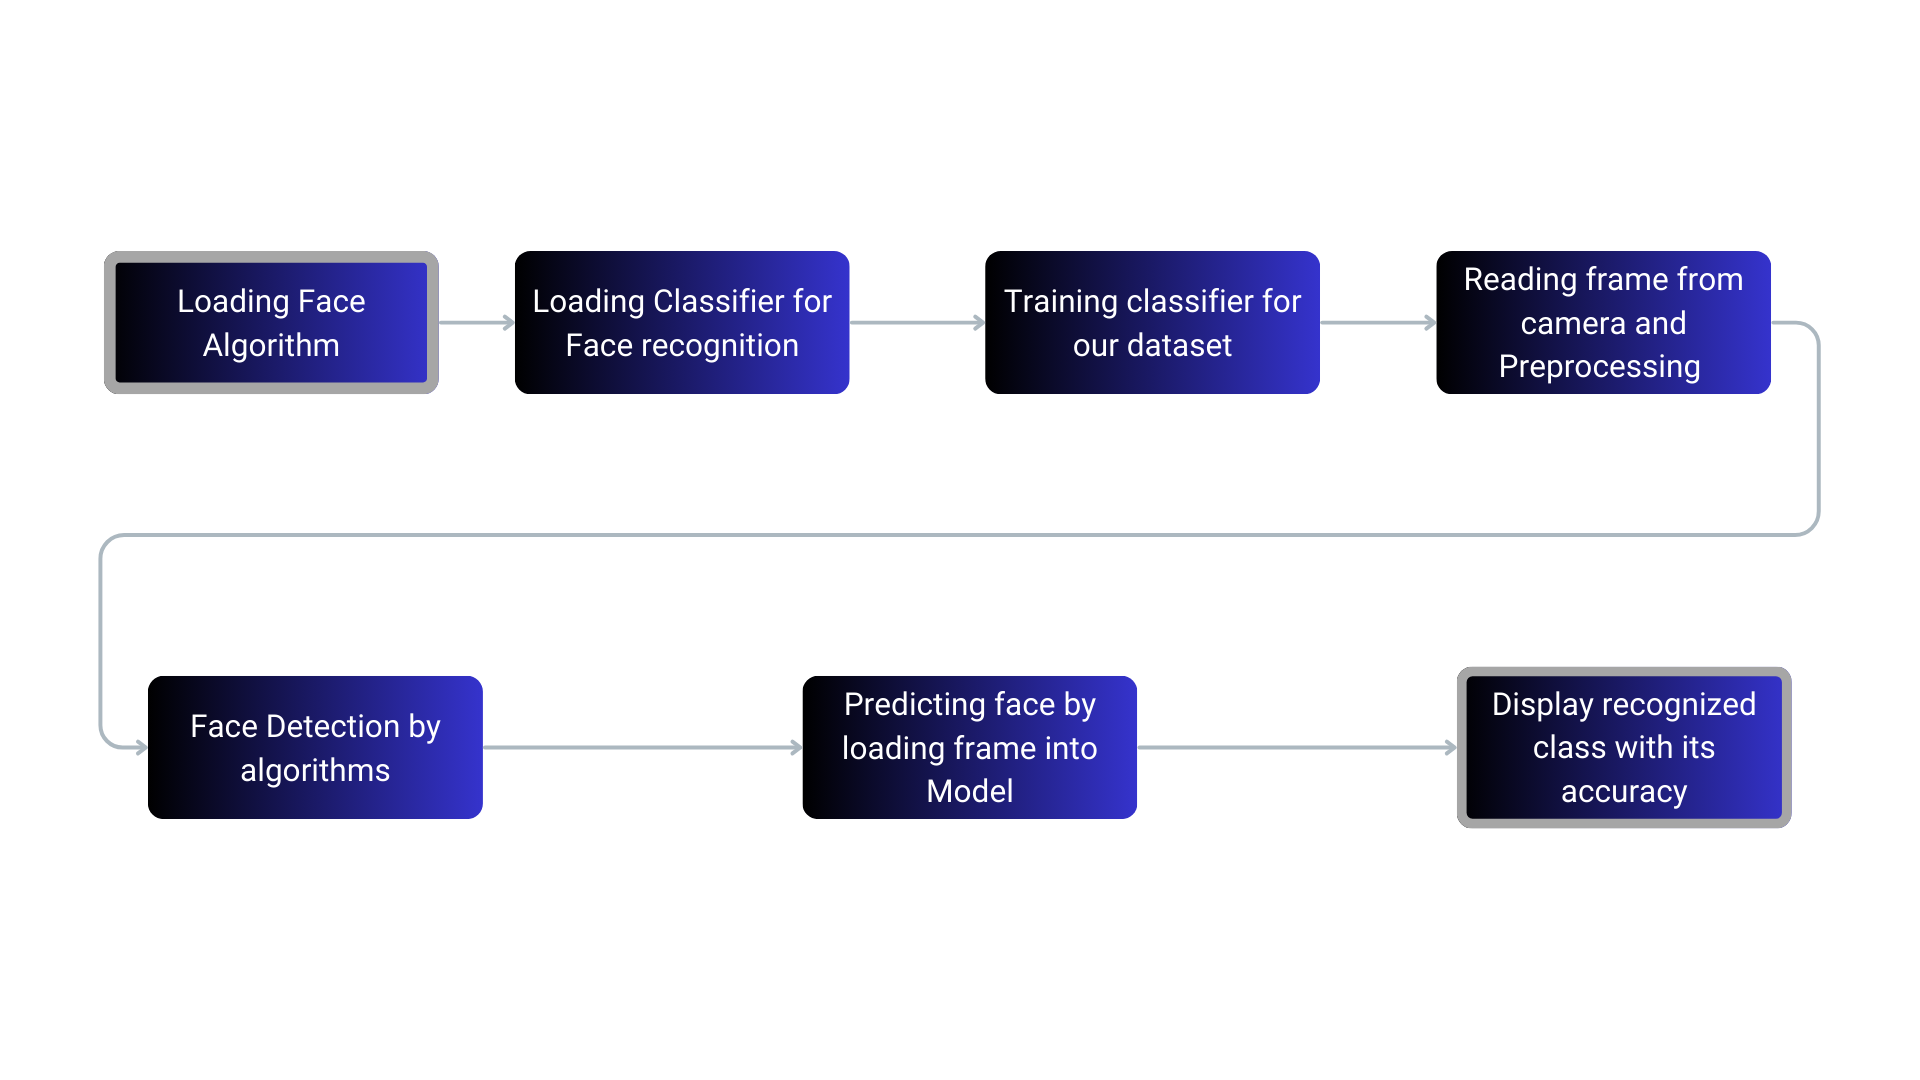 Loading Face
Algorithm
Loading Classifier for
Face recognition
Training classifier for
our dataset
Reading frame from
camera and
Preprocessing
Face Detection by
algorithms
Predicting face by
loading frame into
Model
Display recognized
class with its
accuracy